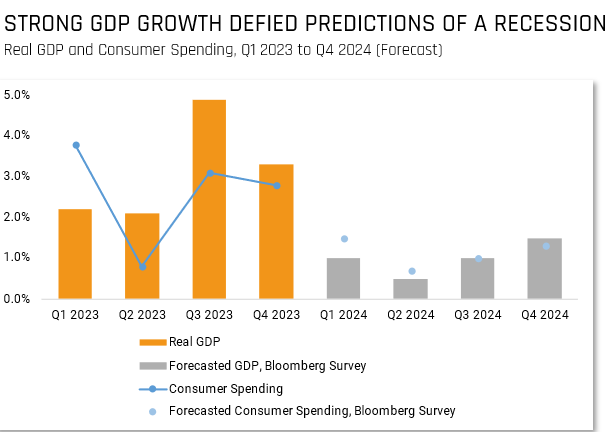 STRONG GDP GROWTH DEFIED PREDICTIONS OF A RECESSION
Real GDP and Consumer Spending, Q1 2023 to Q4 2024 (Forecast)
5.0%
4.0%
3.0%
2.0%
1.0%
0.0%
Q1 2023 Q2 2023 Q3 2023 Q4 2023 Q1 2024 Q2 2024 Q3 2024 Q4 2024
Real GDP
Forecasted GDP, Bloomberg Survey
Consumer Spending
Forecasted Consumer Spending, Bloomberg Survey